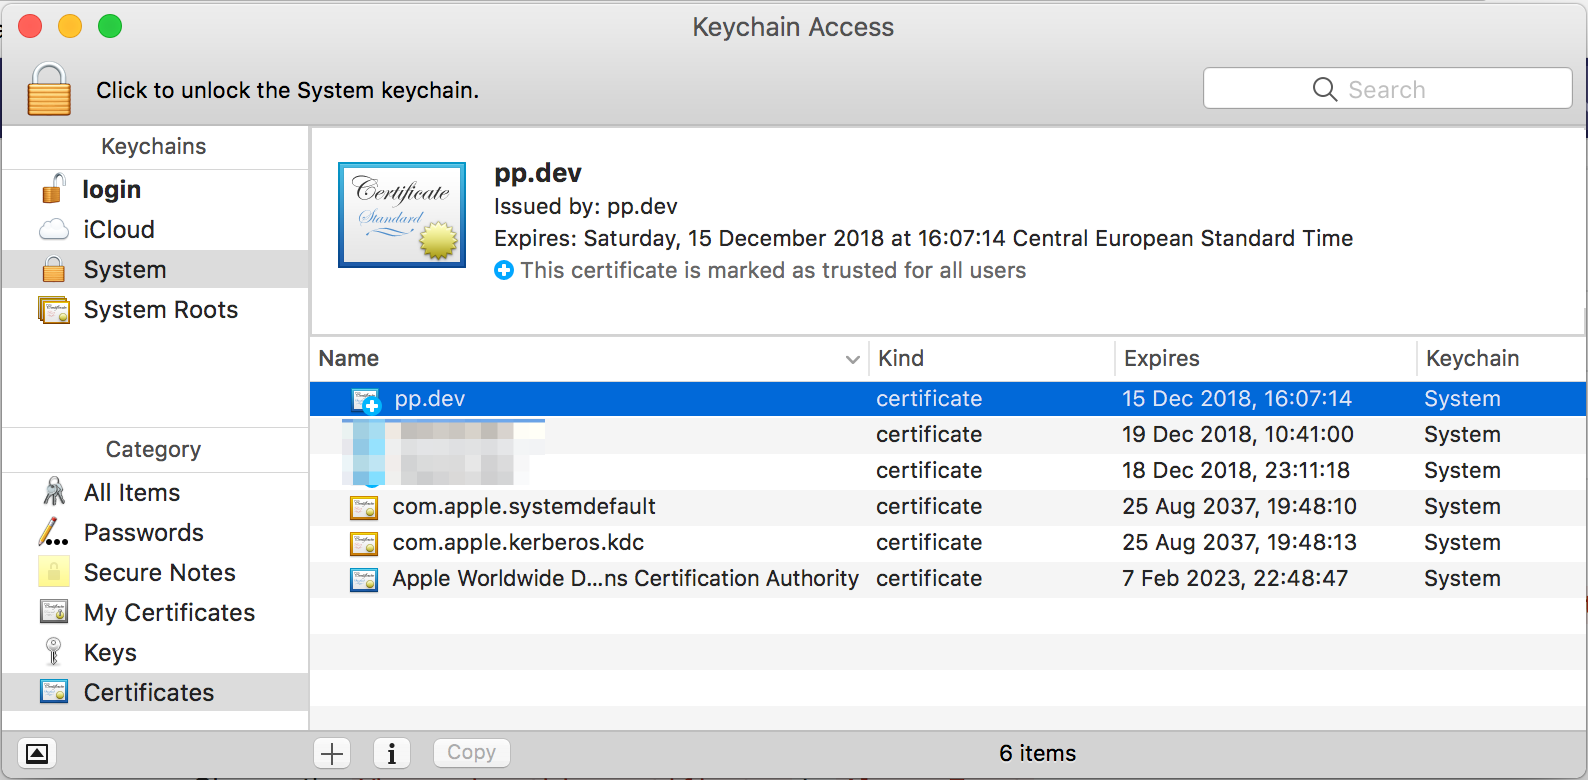 Keychain Access
Click to unlock the System keychain.
Search
Keychains
login
iCloud
System
System Roots
Category
All Items
Passwords
Secure Notes
My Certificates
Keys
Certificates
Certificate
Standard
pp.dev
Issued by: pp.dev
Expires: Saturday, 15 December 2018 at 16:07:14 Central European Standard Time
This certificate is marked as trusted for all users
Name Kind Expires Keychain
pp.dev certificate 15 Dec 2018, 16:07:14 System
certificate 19 Dec 2018, 10:41:00 System
certificate 18 Dec 2018, 23:11:18 System
com.apple.systemdefault certificate 25 Aug 2037, 19:48:10 System
com.apple.kerberos.kdc certificate 25 Aug 2037, 19:48:13 System
Apple Worldwide D...ns Certification Authority certificate 7 Feb 2023, 22:48:47 System
Copy
6 items